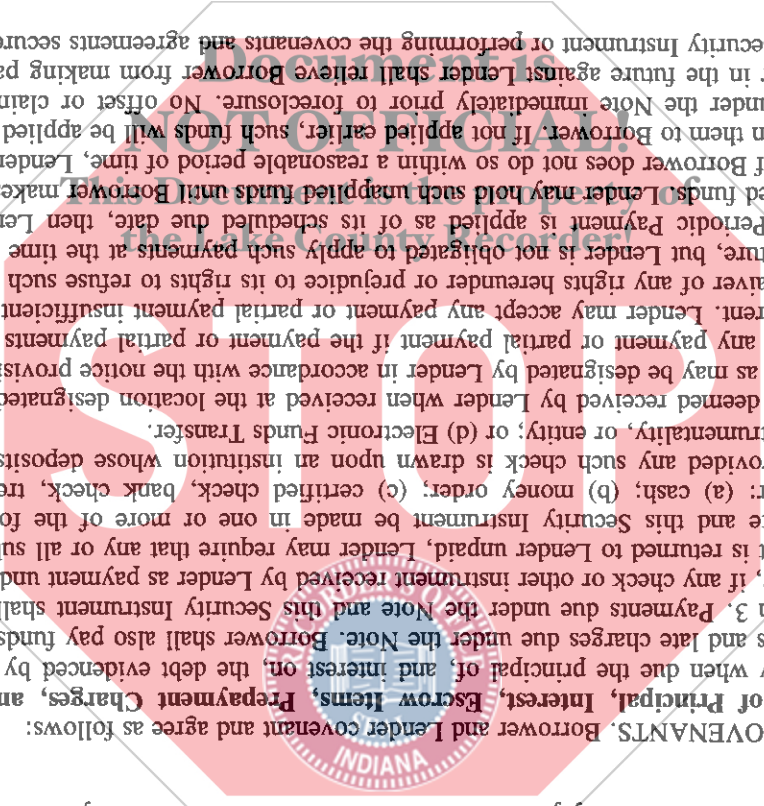 OVENANTS. Borrower and Lender covenant and agree as follows:
of Principal, Interest, Escrow Items, Prepayment Charges, an
y when due the principal of, and interest on, the debt evidenced by
s and late charges due under the Note. Borrower shall also pay funds
n 3. Payments due under the Note and this Security Instrument shal
, if any check or other instrument received by Lender as payment und
t is returned to Lender unpaid, Lender may require that any or all su
te and this Security Instrument be made in one or more of the fo
r: (a) cash; (b) money order; (c) certified check, bank check, tre
rovided any such check is drawn upon an institution whose deposits
trumentality, or entity; or (d) Electronic Funds Transfer.
deemed received by Lender when received at the location designated
as may be designated by Lender in accordance with the notice provisi
any payment or partial payment if the payment or partial payments
rent. Lender may accept any payment or partial payment insufficient
aiver of any rights hereunder or prejudice to its rights to refuse such
ture, but Lender is not obligated to apply such payments at the time
Periodic Payment is applied as of its scheduled due date, then Len
ed funds. Lender may hold such unapplied funds until Borrower makes
f Borrower does not do so within a reasonable period of time, Lender
n them to Borrower. If not applied earlier, such funds will be applied
under the Note immediately prior to foreclosure. No offset or claim
r in the future against Lender shall relieve Borrower from making pa
ecurity Instrument or performing the covenants and agreements secure
Document is
NOT OFFICIAL!
This Document is the property of
the Lake County Recorder!
STOP
SEAL
INDIANA